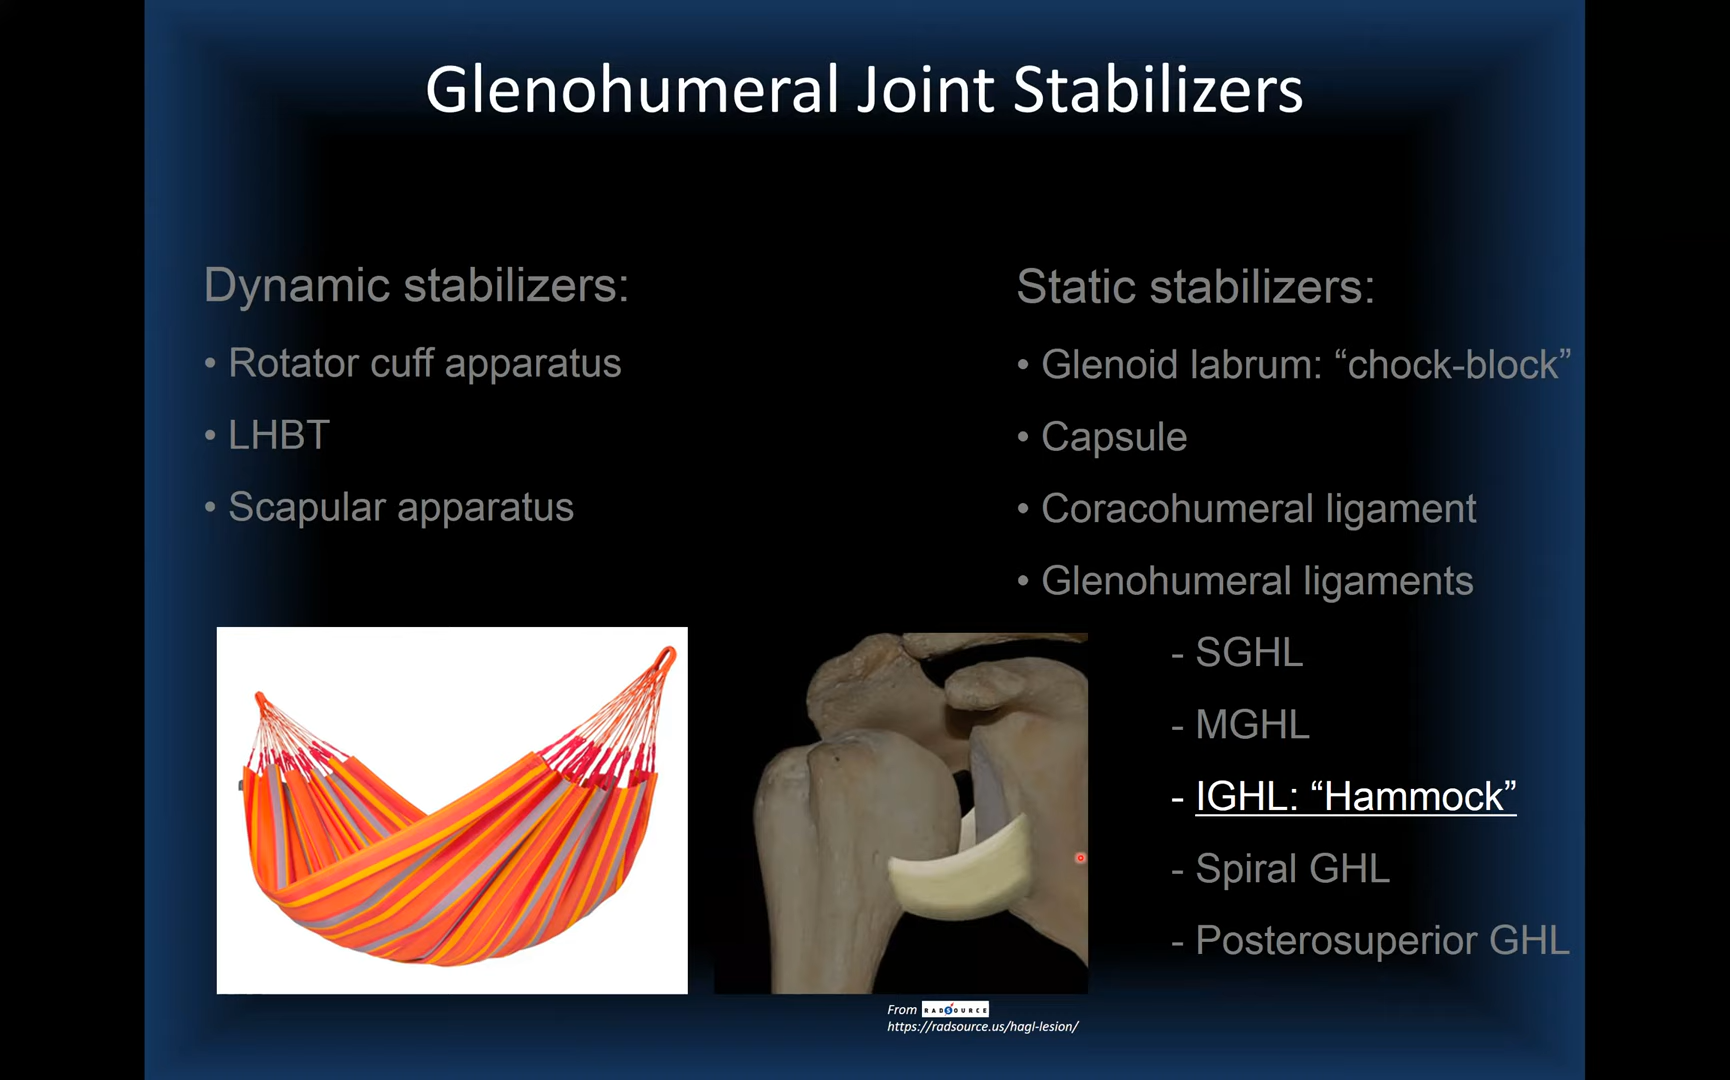 Glenohumeral Joint Stabilizers
Dynamic stabilizers:
• Rotator cuff apparatus
• LHBT
• Scapular apparatus
Static stabilizers:
• Glenoid labrum: “chock-block”
• Capsule
• Coracohumeral ligament
• Glenohumeral ligaments
- SGHL
- MGHL
- IGHL: “Hammock”
- Spiral GHL
- Posterosuperior GHL
From RADSOURCE
https://radsource.us/hagl-lesion/